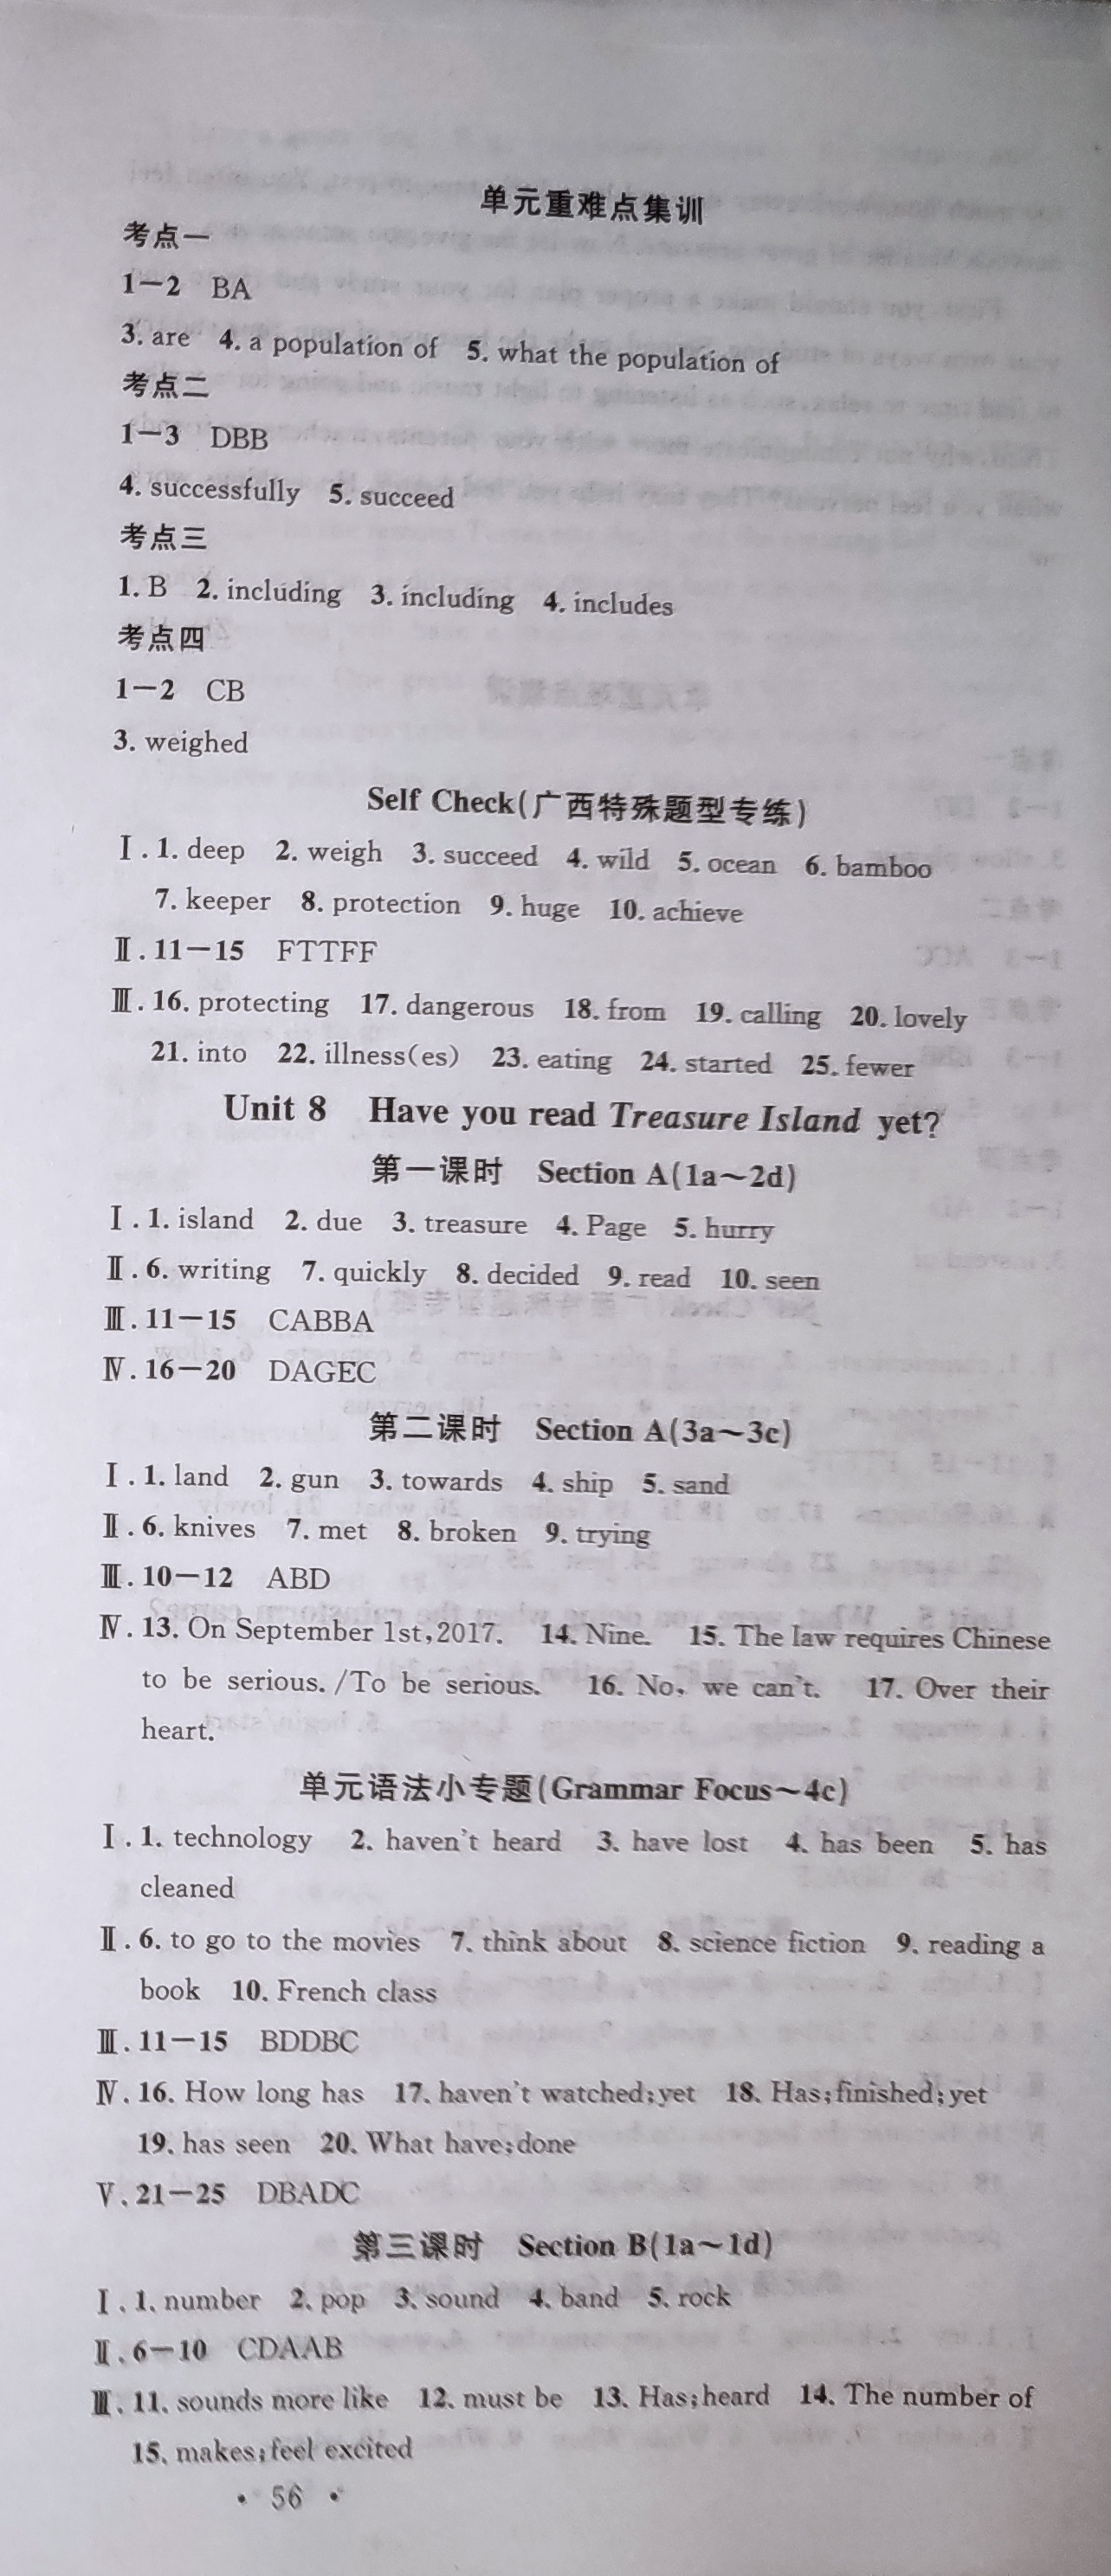 单元重难点集训
考点一
1－2 BA
3. are 4. a population of 5. what the population of
考点二
1－3 DBB
4. successfully 5. succeed
考点三
1. B 2. including 3. including 4. includes
考点四
1－2 CB
3. weighed
Self Check(广西特殊题型专练)
Ⅰ. 1. deep 2. weigh 3. succeed 4. wild 5. ocean 6. bamboo
7. keeper 8. protection 9. huge 10. achieve
Ⅱ. 11－15 FTTFF
Ⅲ. 16. protecting 17. dangerous 18. from 19. calling 20. lovely
21. into 22. illness(es) 23. eating 24. started 25. fewer
Unit 8 Have you read Treasure Island yet?
第一课时 Section A(1a～2d)
Ⅰ. 1. island 2. due 3. treasure 4. Page 5. hurry
Ⅱ. 6. writing 7. quickly 8. decided 9. read 10. seen
Ⅲ. 11－15 CABBA
Ⅳ. 16－20 DAGEC
第二课时 Section A(3a～3c)
Ⅰ. 1. land 2. gun 3. towards 4. ship 5. sand
Ⅱ. 6. knives 7. met 8. broken 9. trying
Ⅲ. 10－12 ABD
Ⅳ. 13. On September 1st, 2017. 14. Nine. 15. The law requires Chinese
to be serious. /To be serious. 16. No, we can't. 17. Over their
heart.
单元语法小专题(Grammar Focus～4c)
Ⅰ. 1. technology 2. haven't heard 3. have lost 4. has been 5. has
cleaned
Ⅱ. 6. to go to the movies 7. think about 8. science fiction 9. reading a
book 10. French class
Ⅲ. 11－15 BDDBC
Ⅳ. 16. How long has 17. haven't watched; yet 18. Has; finished; yet
19. has seen 20. What have; done
Ⅴ. 21－25 DBADC
第三课时 Section B(1a～1d)
Ⅰ. 1. number 2. pop 3. sound 4. band 5. rock
Ⅱ. 6－10 CDAAB
Ⅲ. 11. sounds more like 12. must be 13. Has; heard 14. The number of
15. makes; feel excited
• 56 •